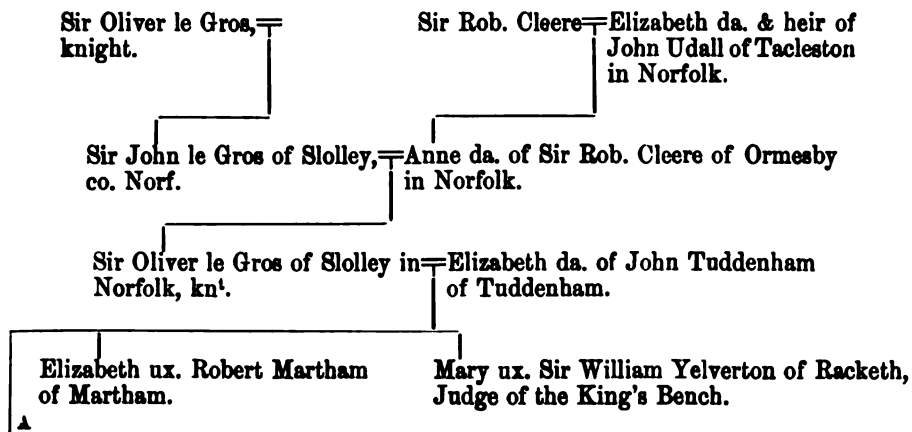 Sir Oliver le Gros,
knight.
Sir Rob. Cleere
Elizabeth da. & heir of
John Udall of Tacleston
in Norfolk.
Sir John le Gros of Slolley,
co. Norf.
Anne da. of Sir Rob. Cleere of Ormesby
in Norfolk.
Sir Oliver le Gros of Slolley in
Norfolk, knᵗ.
Elizabeth da. of John Tuddenham
of Tuddenham.
Elizabeth ux. Robert Martham
of Martham.
Mary ux. Sir William Yelverton of Racketh,
Judge of the King's Bench.
A